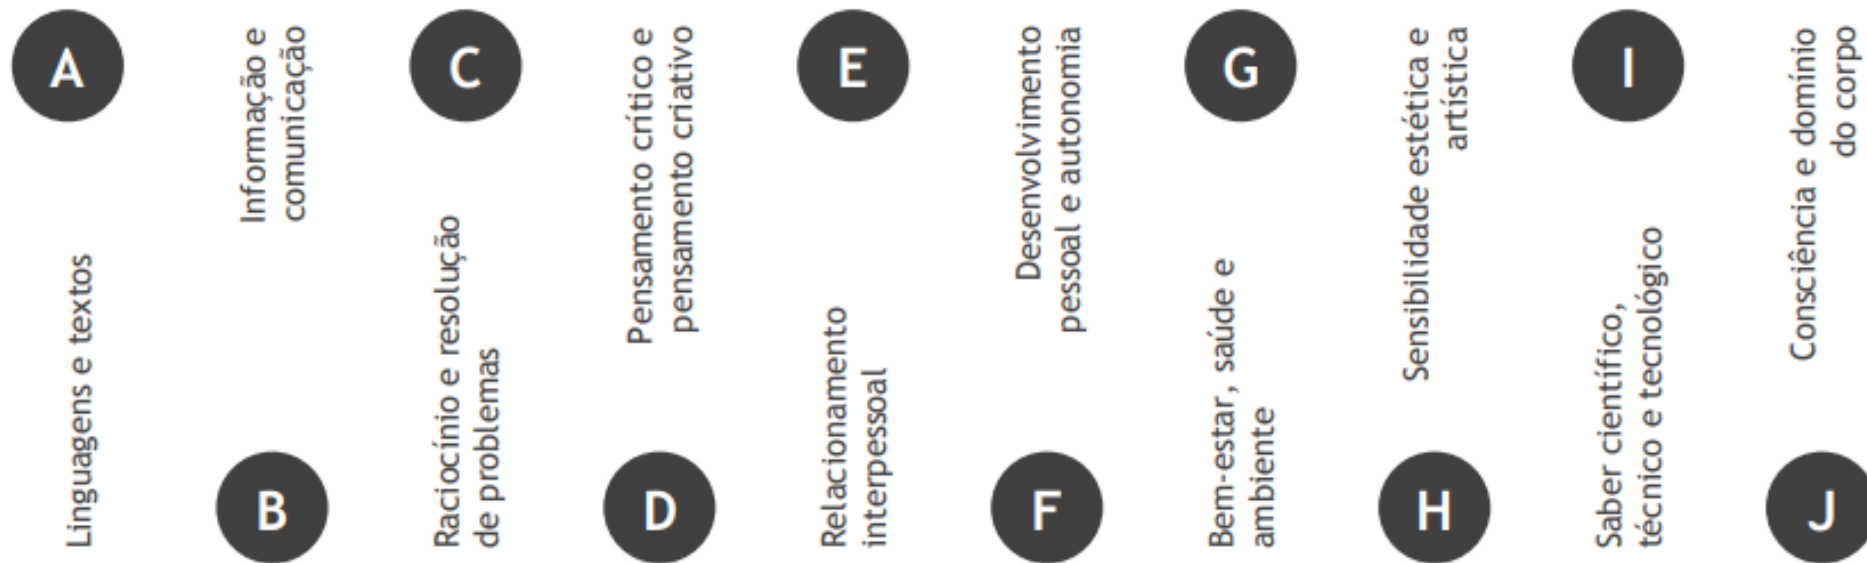 A
Linguagens e textos
Informação e
comunicação
B
C
Raciocínio e resolução
de problemas
Pensamento crítico e
pensamento criativo
D
E
Relacionamento
interpessoal
Desenvolvimento
pessoal e autonomia
F
G
Bem-estar, saúde e
ambiente
Sensibilidade estética e
artística
H
I
Saber científico,
técnico e tecnológico
Consciência e domínio
do corpo
J